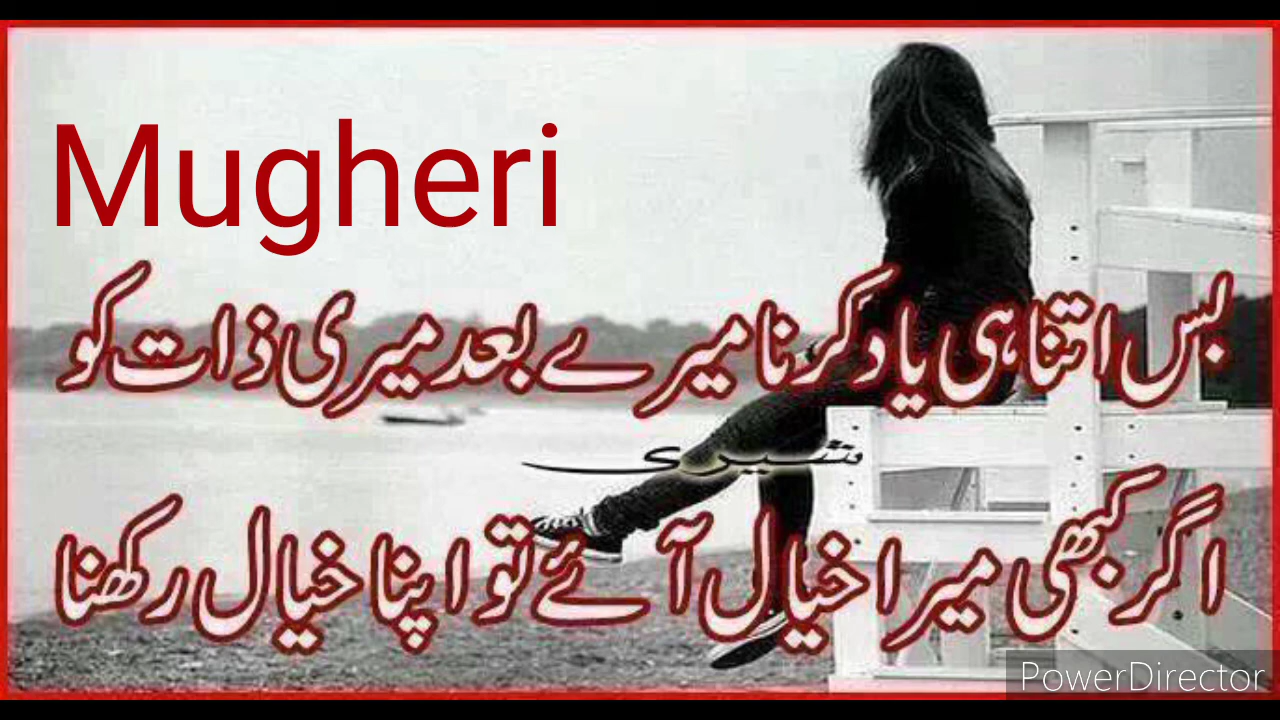 Mugheri
بس اتنا ہی یاد کرنا میرے بعد میری ذات کو
اگر کبھی میرا خیال آئے تو اپنا خیال رکھنا
PowerDirector